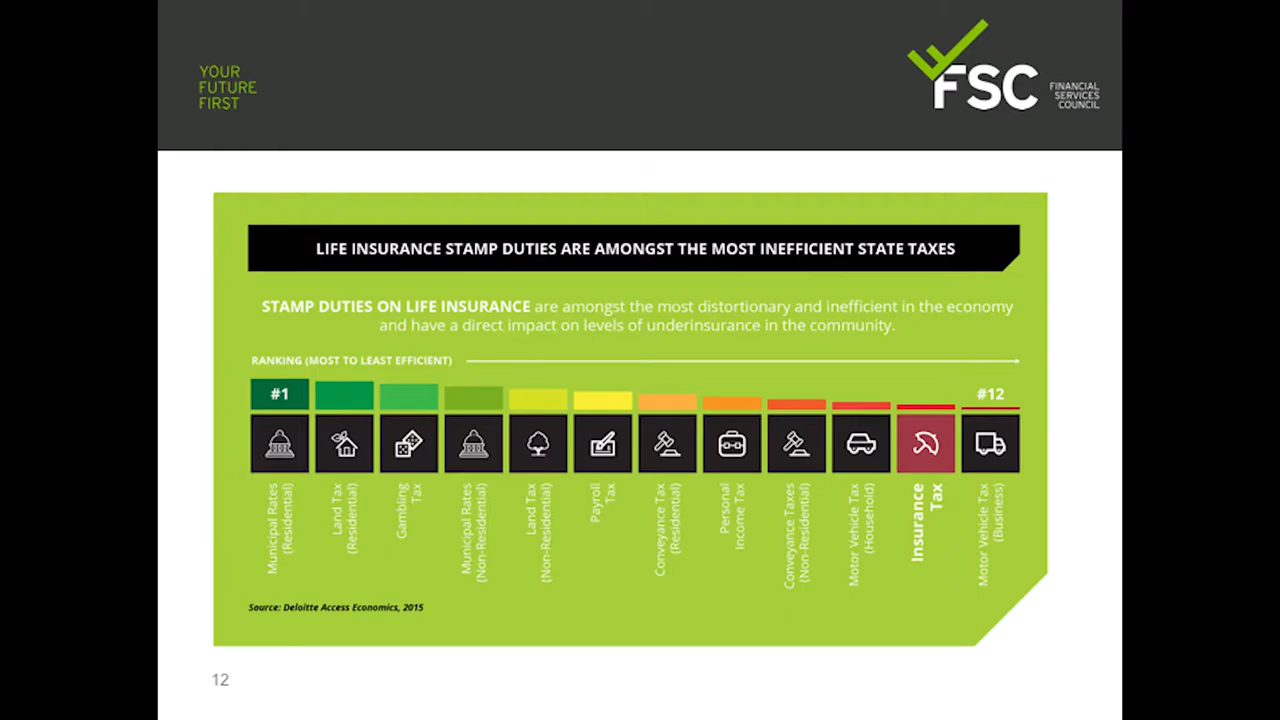 YOUR
FUTURE
FIRST
FSC
FINANCIAL
SERVICES
COUNCIL
LIFE INSURANCE STAMP DUTIES ARE AMONGST THE MOST INEFFICIENT STATE TAXES
STAMP DUTIES ON LIFE INSURANCE are amongst the most distortionary and inefficient in the economy
and have a direct impact on levels of underinsurance in the community.
RANKING (MOST TO LEAST EFFICIENT)
#1
#12
Municipal Rates
(Residential)
Land Tax
(Residential)
Gambling
Tax
Municipal Rates
(Non-Residential)
Land Tax
(Non-Residential)
Payroll
Tax
Conveyance Tax
(Residential)
Personal
Income Tax
Conveyance Taxes
(Non-Residential)
Motor Vehicle Tax
(Household)
Insurance
Tax
Motor Vehicle Tax
(Business)
Source: Deloitte Access Economics, 2015
12